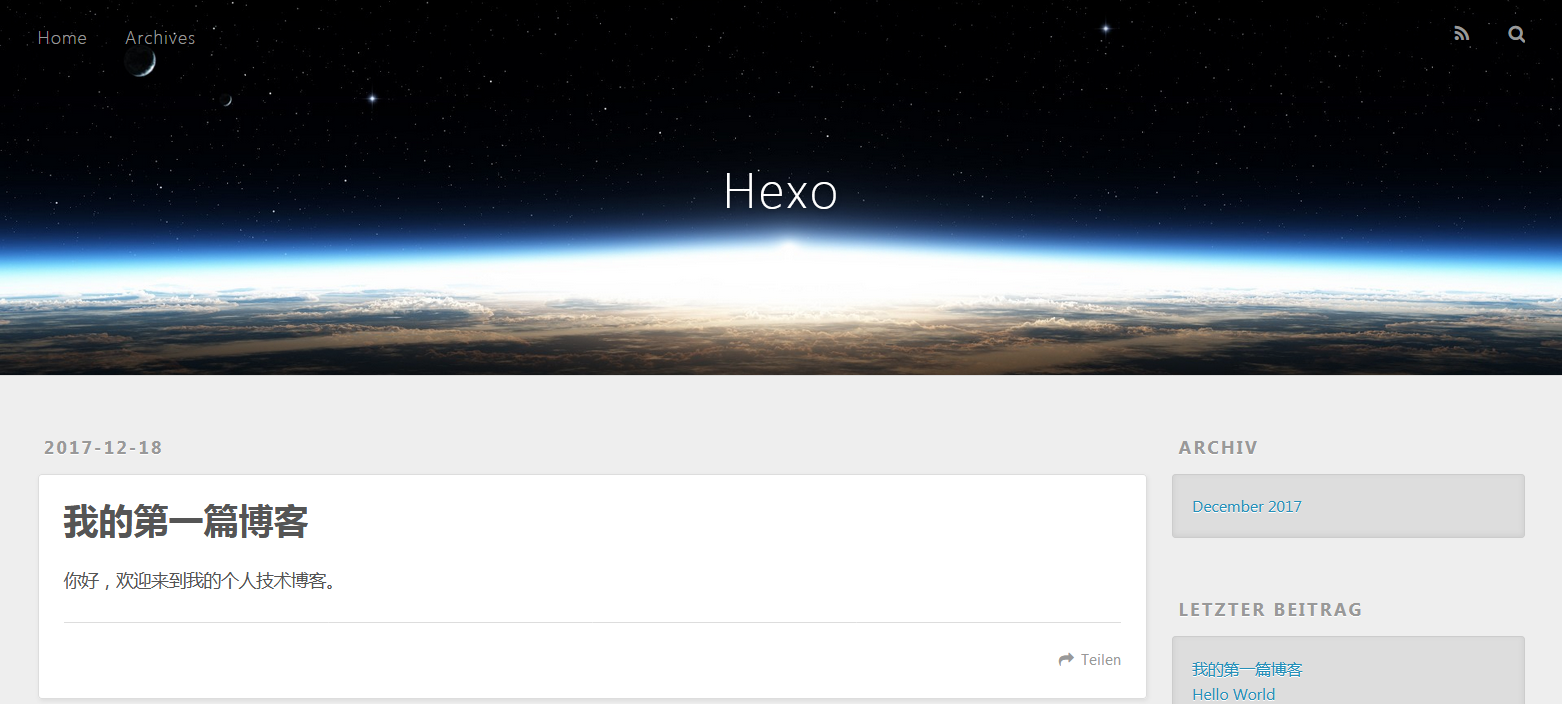 Home Archives
Hexo
2017-12-18
我的第一篇博客
你好，欢迎来到我的个人技术博客。
Teilen
ARCHIV
December 2017
LETZTER BEITRAG
我的第一篇博客
Hello World